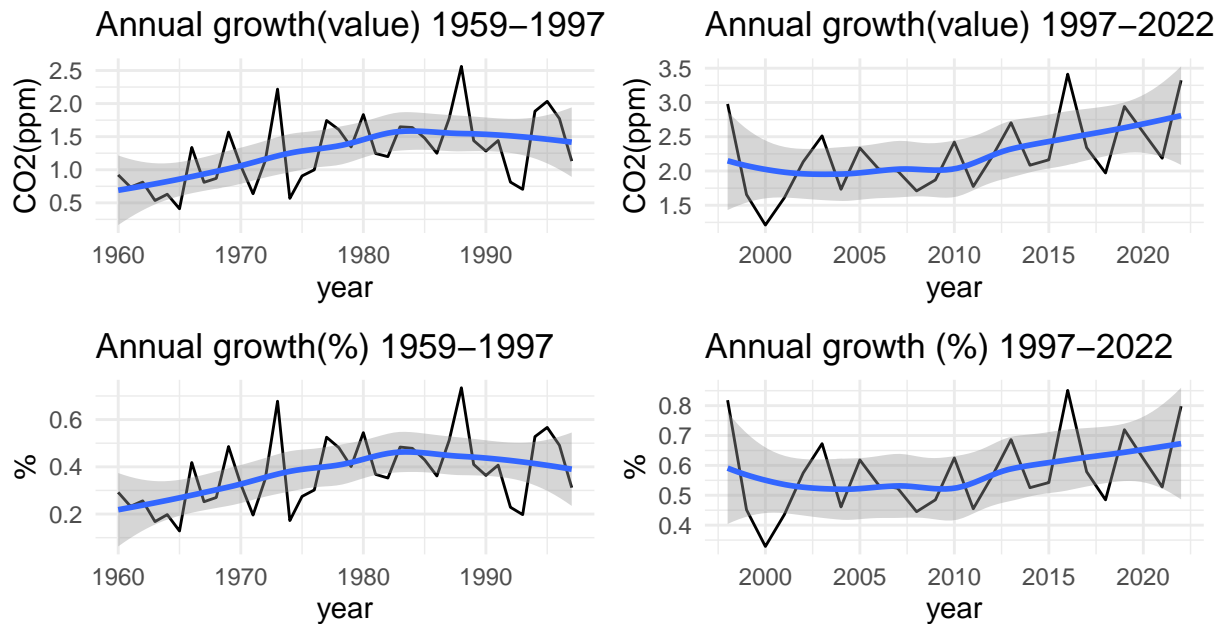 Annual growth(value) 1959−1997
CO2(ppm)
2.5
2.0
1.5
1.0
0.5
1960 1970 1980 1990
year
Annual growth(value) 1997−2022
CO2(ppm)
3.5
3.0
2.5
2.0
1.5
2000 2005 2010 2015 2020
year
Annual growth(%) 1959−1997
%
0.6
0.4
0.2
1960 1970 1980 1990
year
Annual growth (%) 1997−2022
%
0.8
0.7
0.6
0.5
0.4
2000 2005 2010 2015 2020
year